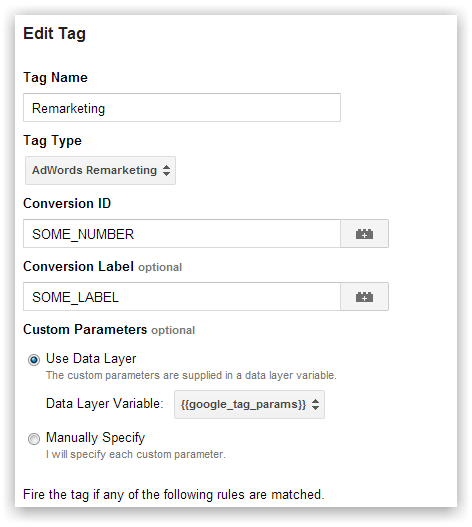 Edit Tag
Tag Name
Remarketing
Tag Type
AdWords Remarketing
Conversion ID
SOME_NUMBER
Conversion Label optional
SOME_LABEL
Custom Parameters optional
Use Data Layer
The custom parameters are supplied in a data layer variable.
Data Layer Variable: {{google_tag_params}}
Manually Specify
I will specify each custom parameter.
Fire the tag if any of the following rules are matched.